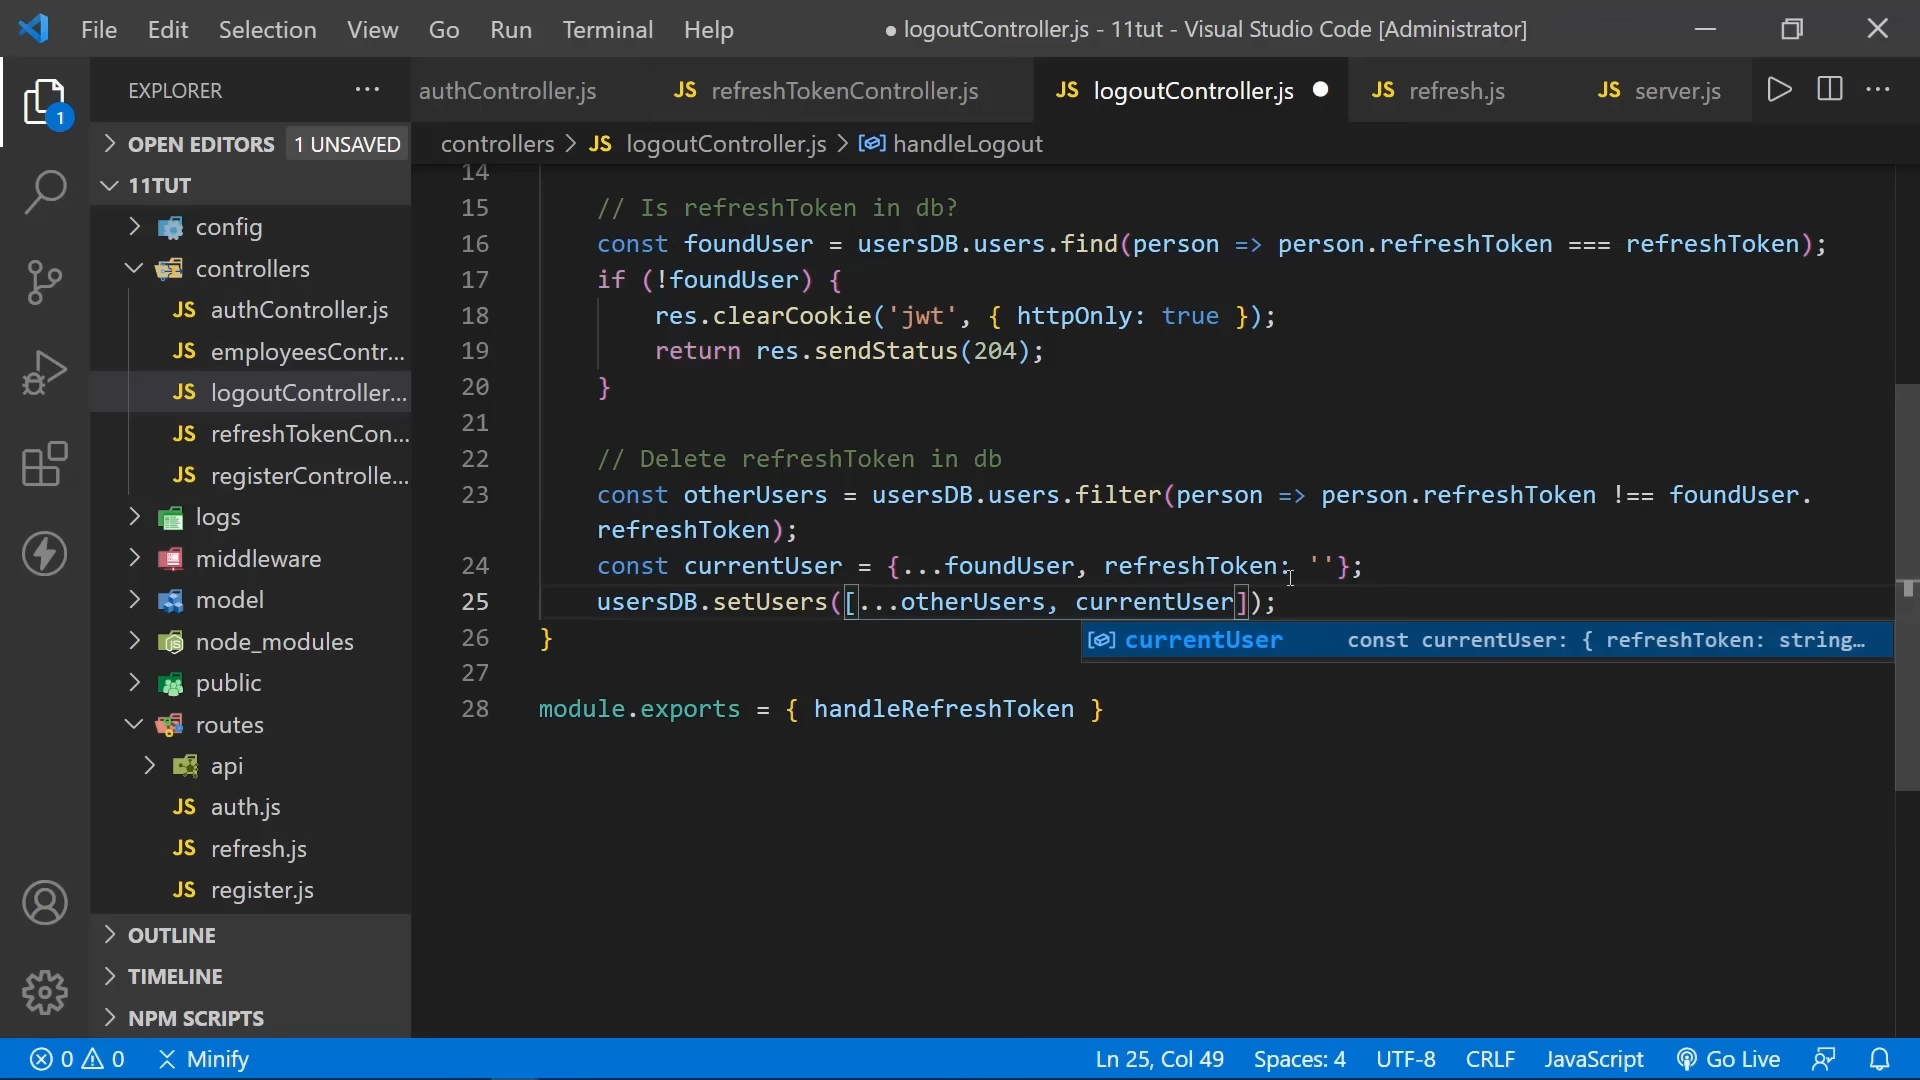 File Edit Selection View Go Run Terminal Help
● logoutController.js - 11tut - Visual Studio Code [Administrator]
EXPLORER ···
authController.js
JS refreshTokenController.js
JS logoutController.js ●
JS refresh.js
JS server.js
1
OPEN EDITORS 1 UNSAVED
controllers > JS logoutController.js > handleLogout
11TUT
config
controllers
JS authController.js
JS employeesContr...
JS logoutController...
JS refreshTokenCon...
JS registerControlle...
logs
middleware
model
node_modules
public
routes
api
JS auth.js
JS refresh.js
JS register.js
OUTLINE
TIMELINE
NPM SCRIPTS
14
15 // Is refreshToken in db?
16 const foundUser = usersDB.users.find(person => person.refreshToken === refreshToken);
17 if (!foundUser) {
18 res.clearCookie('jwt', { httpOnly: true });
19 return res.sendStatus(204);
20 }
21
22 // Delete refreshToken in db
23 const otherUsers = usersDB.users.filter(person => person.refreshToken !== foundUser.
refreshToken);
24 const currentUser = {...foundUser, refreshToken: ''};
25 usersDB.setUsers([...otherUsers, currentUser]);
26 }
currentUser const currentUser: { refreshToken: string…
27
28 module.exports = { handleRefreshToken }
0 0 Minify
Ln 25, Col 49 Spaces: 4 UTF-8 CRLF JavaScript Go Live